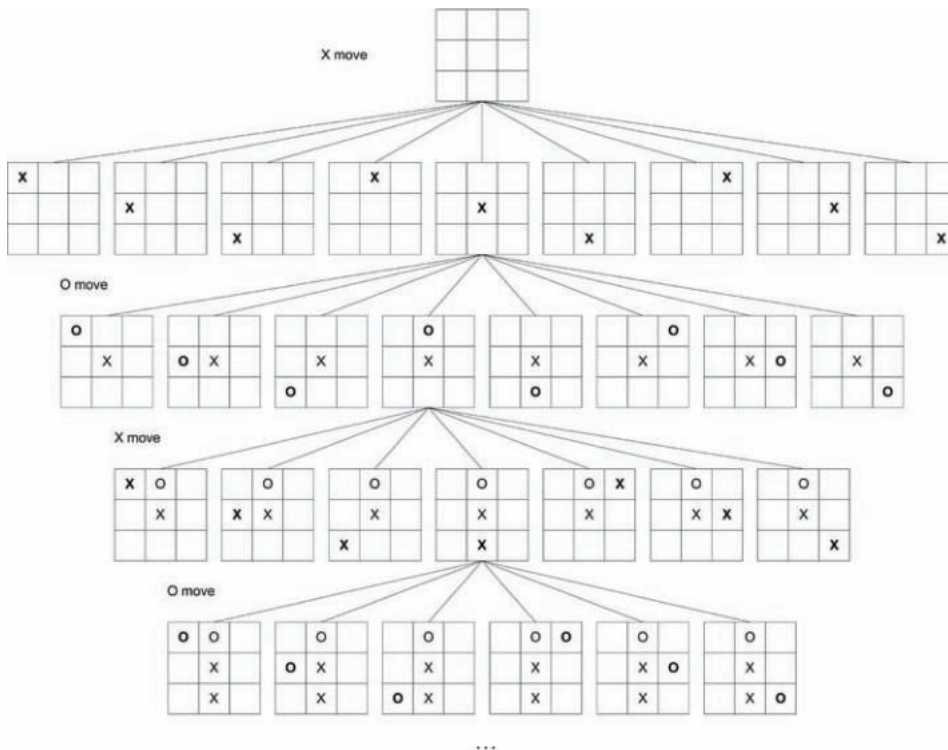 X move
X X X
X X X
X X X
O move
O O O
X O X X X X X O X
O O O
X move
X O O O O O X O O
X X X X X X X X X
X X X
O move
O O O O O O O O
X O X X X X O X
X X O X X X X O
...